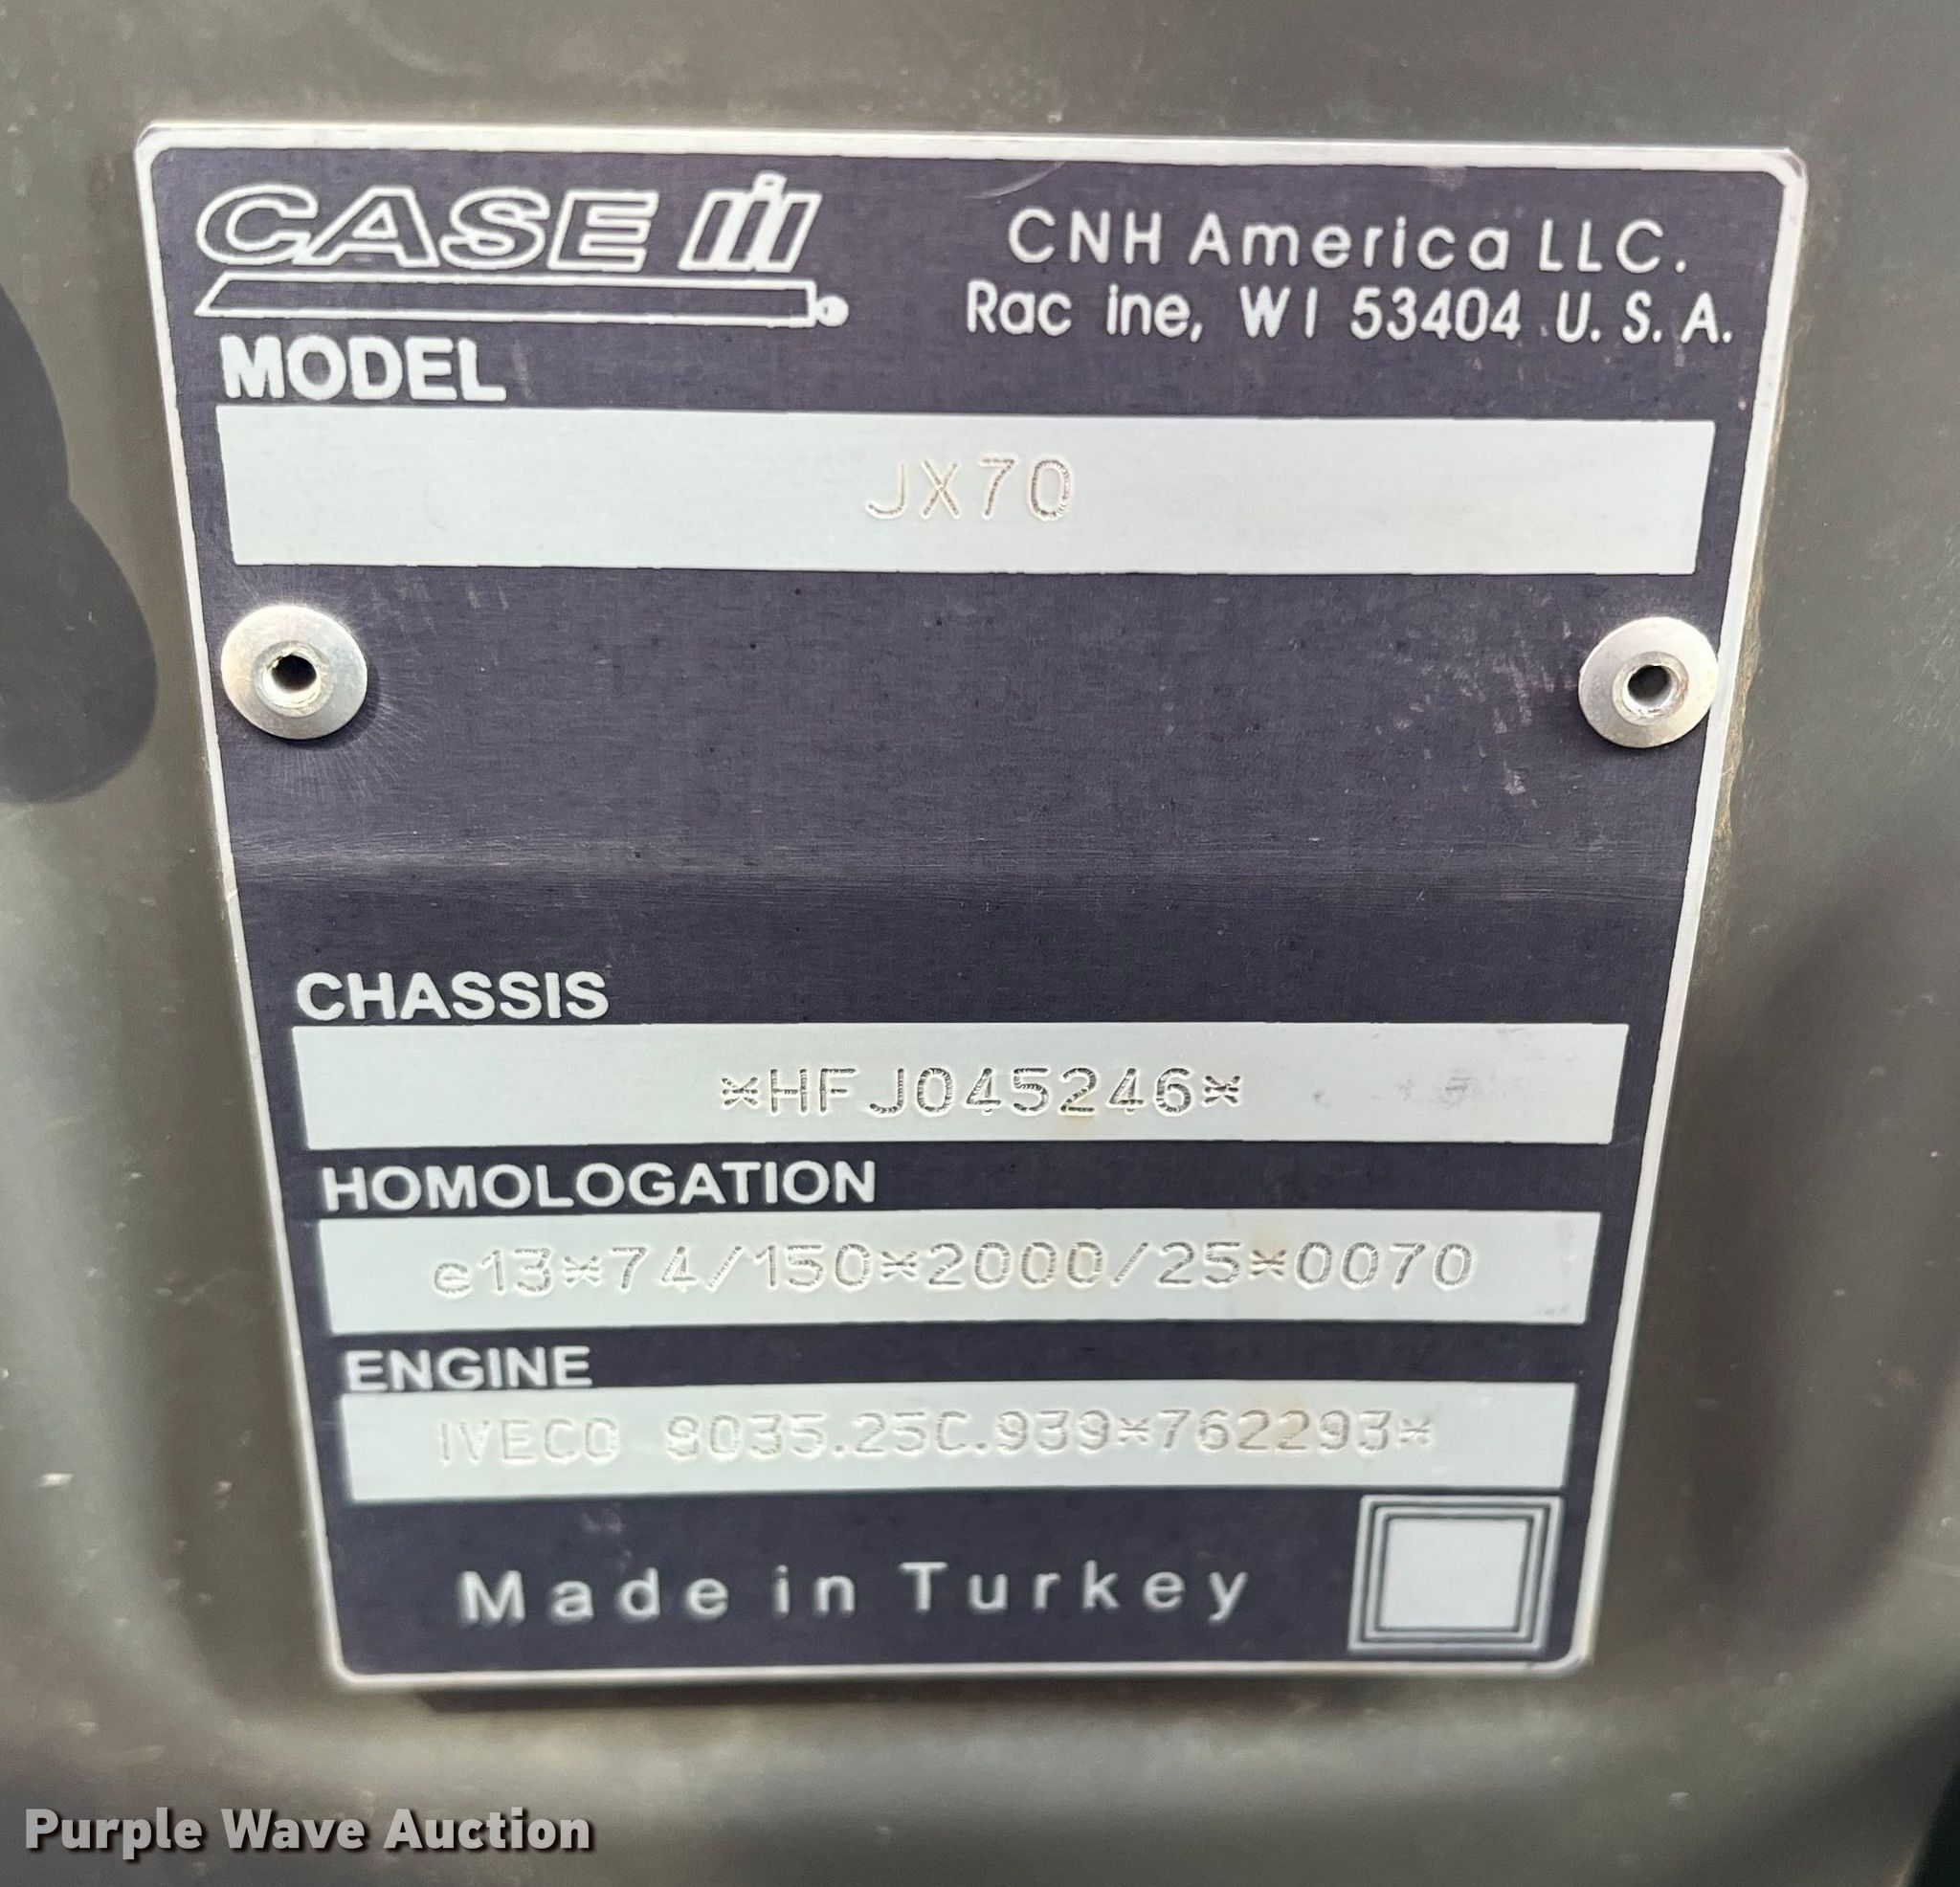 CASE IH
CNH America LLC.
Rac ine, WI 53404 U. S. A.
MODEL
JX70
CHASSIS
*HFJ045246*
HOMOLOGATION
e13*74/150*2000/25*0070
ENGINE
IVECO 8035.25C.939*762293*
Made in Turkey
Purple Wave Auction